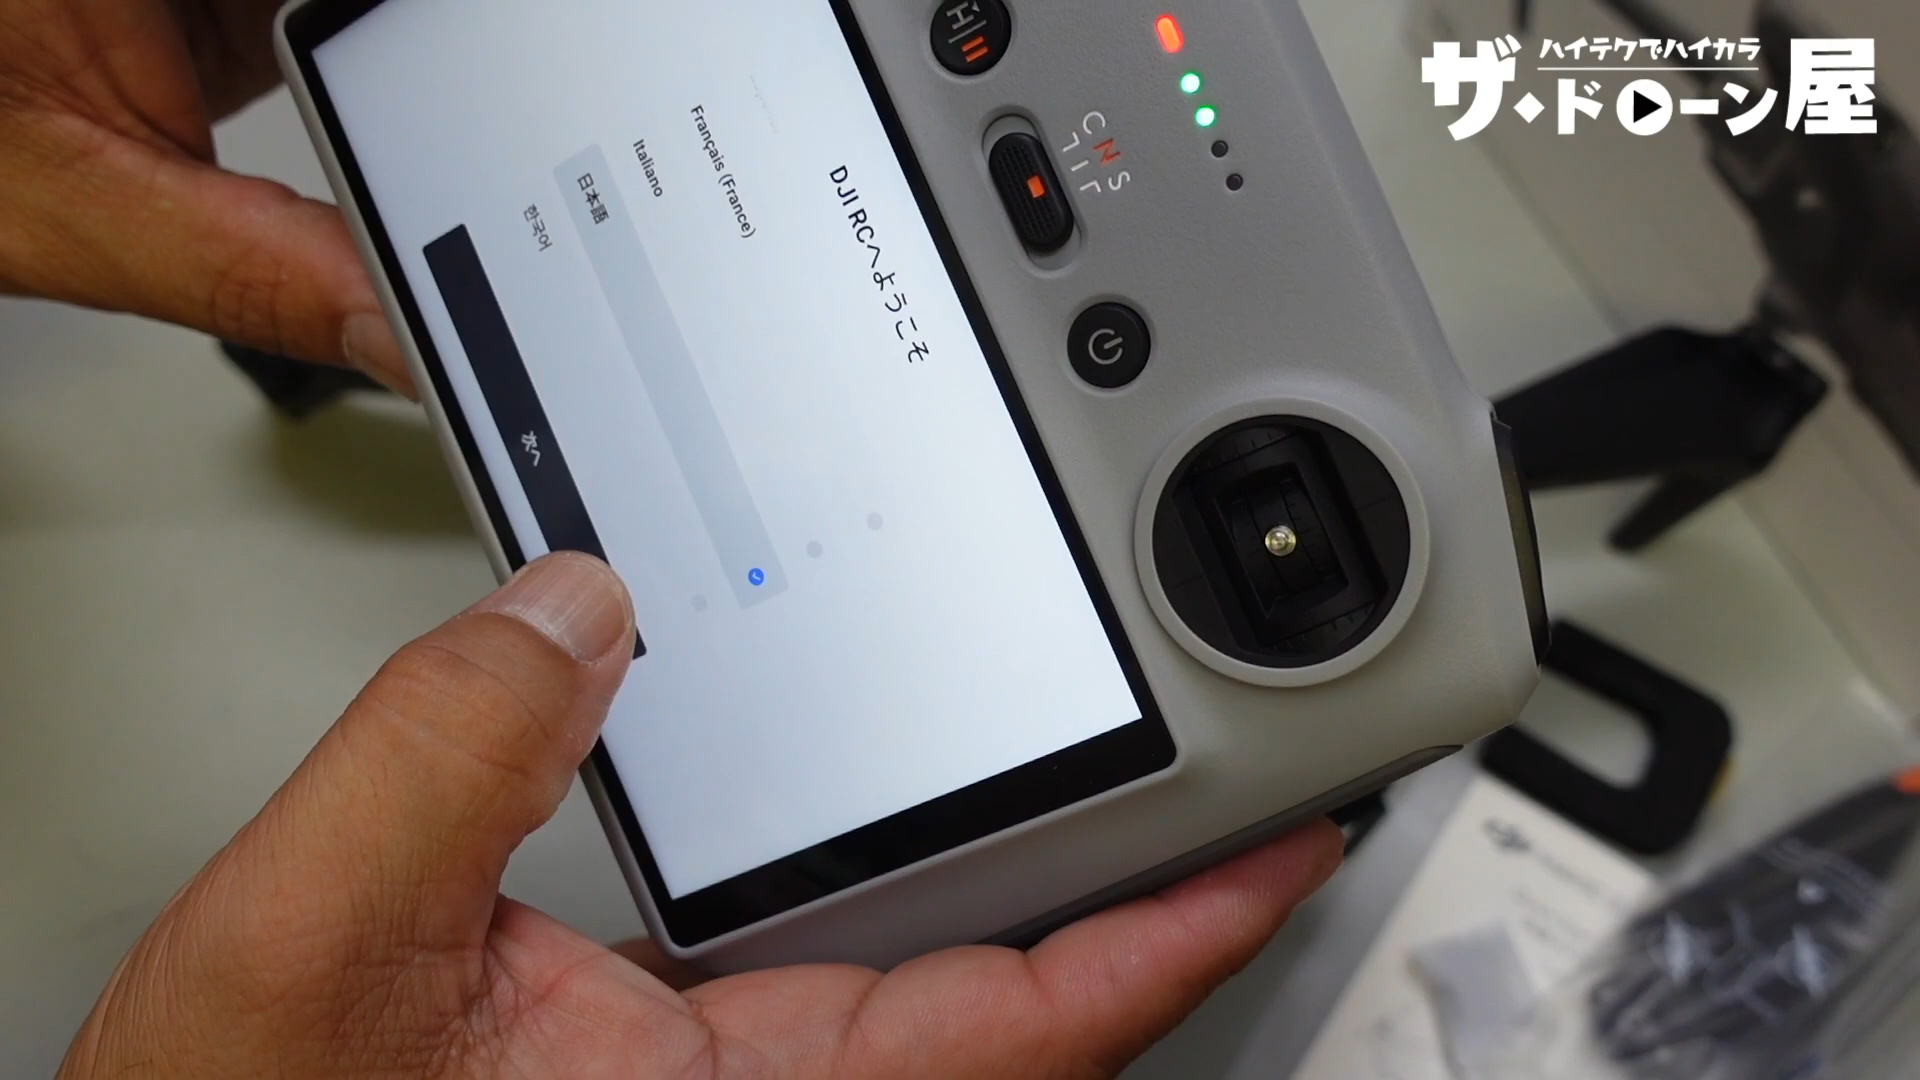 ハイテクでハイカラ
ザ・ドローン屋
DJI RCへようこそ
Français (France)
Italiano
日本語
한국어
次へ
C N S
H
dji